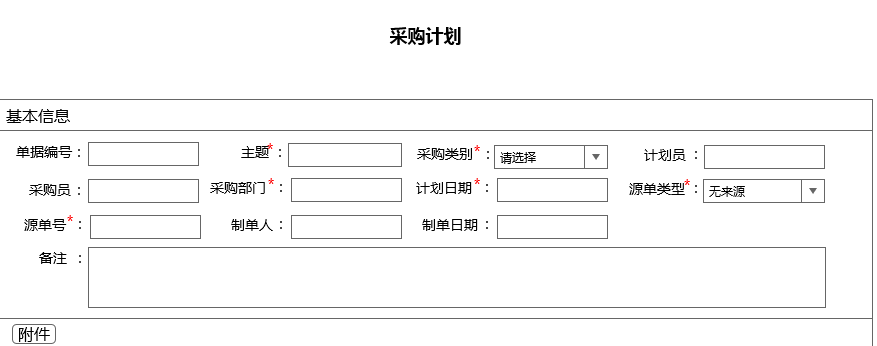 采购计划
基本信息
单据编号： 主题*： 采购类别*： 请选择 计划员：
采购员： 采购部门*： 计划日期*： 源单类型*： 无来源
源单号*： 制单人： 制单日期：
备注：
附件